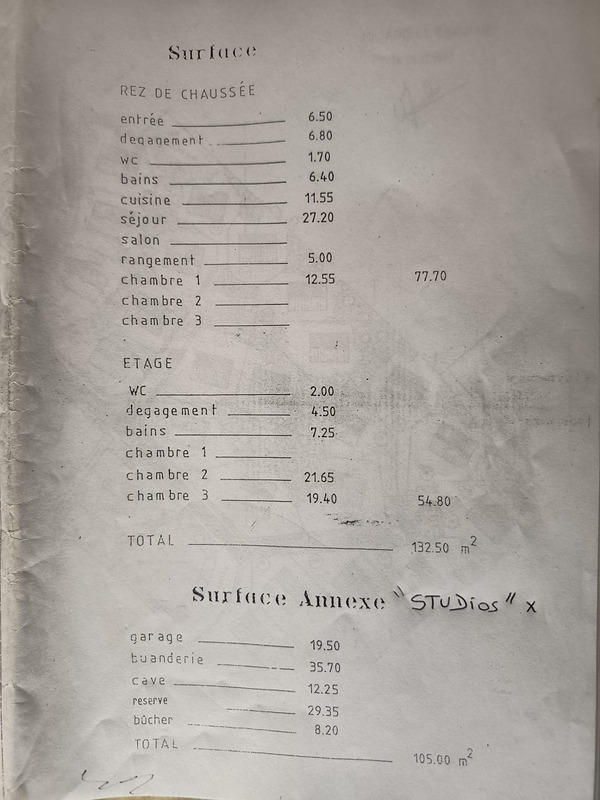 Surface
REZ DE CHAUSSÉE
entrée 6.50
degagement 6.80
wc 1.70
bains 6.40
cuisine 11.55
séjour 27.20
salon
rangement 5.00
chambre 1 12.55 77.70
chambre 2
chambre 3
ETAGE
WC 2.00
degagement 4.50
bains 7.25
chambre 1
chambre 2 21.65
chambre 3 19.40 54.80
TOTAL 132.50 m2
Surface Annexe "STUDios" x
garage 19.50
buanderie 35.70
cave 12.25
reserve 29.35
bûcher 8.20
TOTAL 105.00 m2